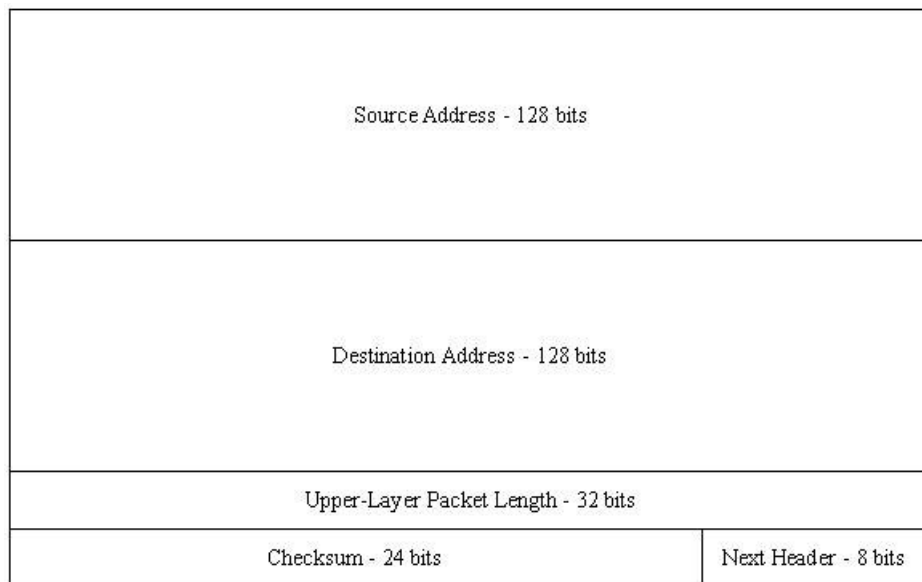 Source Address - 128 bits
Destination Address - 128 bits
Upper-Layer Packet Length - 32 bits
Checksum - 24 bits
Next Header - 8 bits